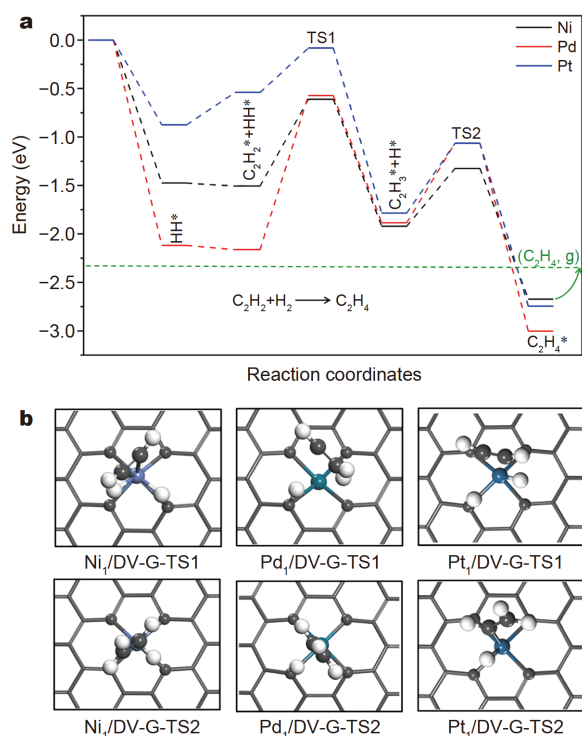 a
TS1
Ni
Pd
Pt
0.0
−0.5
−1.0
−1.5
−2.0
−2.5
−3.0
Energy (eV)
HH*
C₂H₂*+HH*
C₂H₃*+H*
TS2
(C₂H₄, g)
C₂H₂+H₂ → C₂H₄
C₂H₄*
Reaction coordinates
b
Ni₁/DV-G-TS1 Pd₁/DV-G-TS1 Pt₁/DV-G-TS1
Ni₁/DV-G-TS2 Pd₁/DV-G-TS2 Pt₁/DV-G-TS2